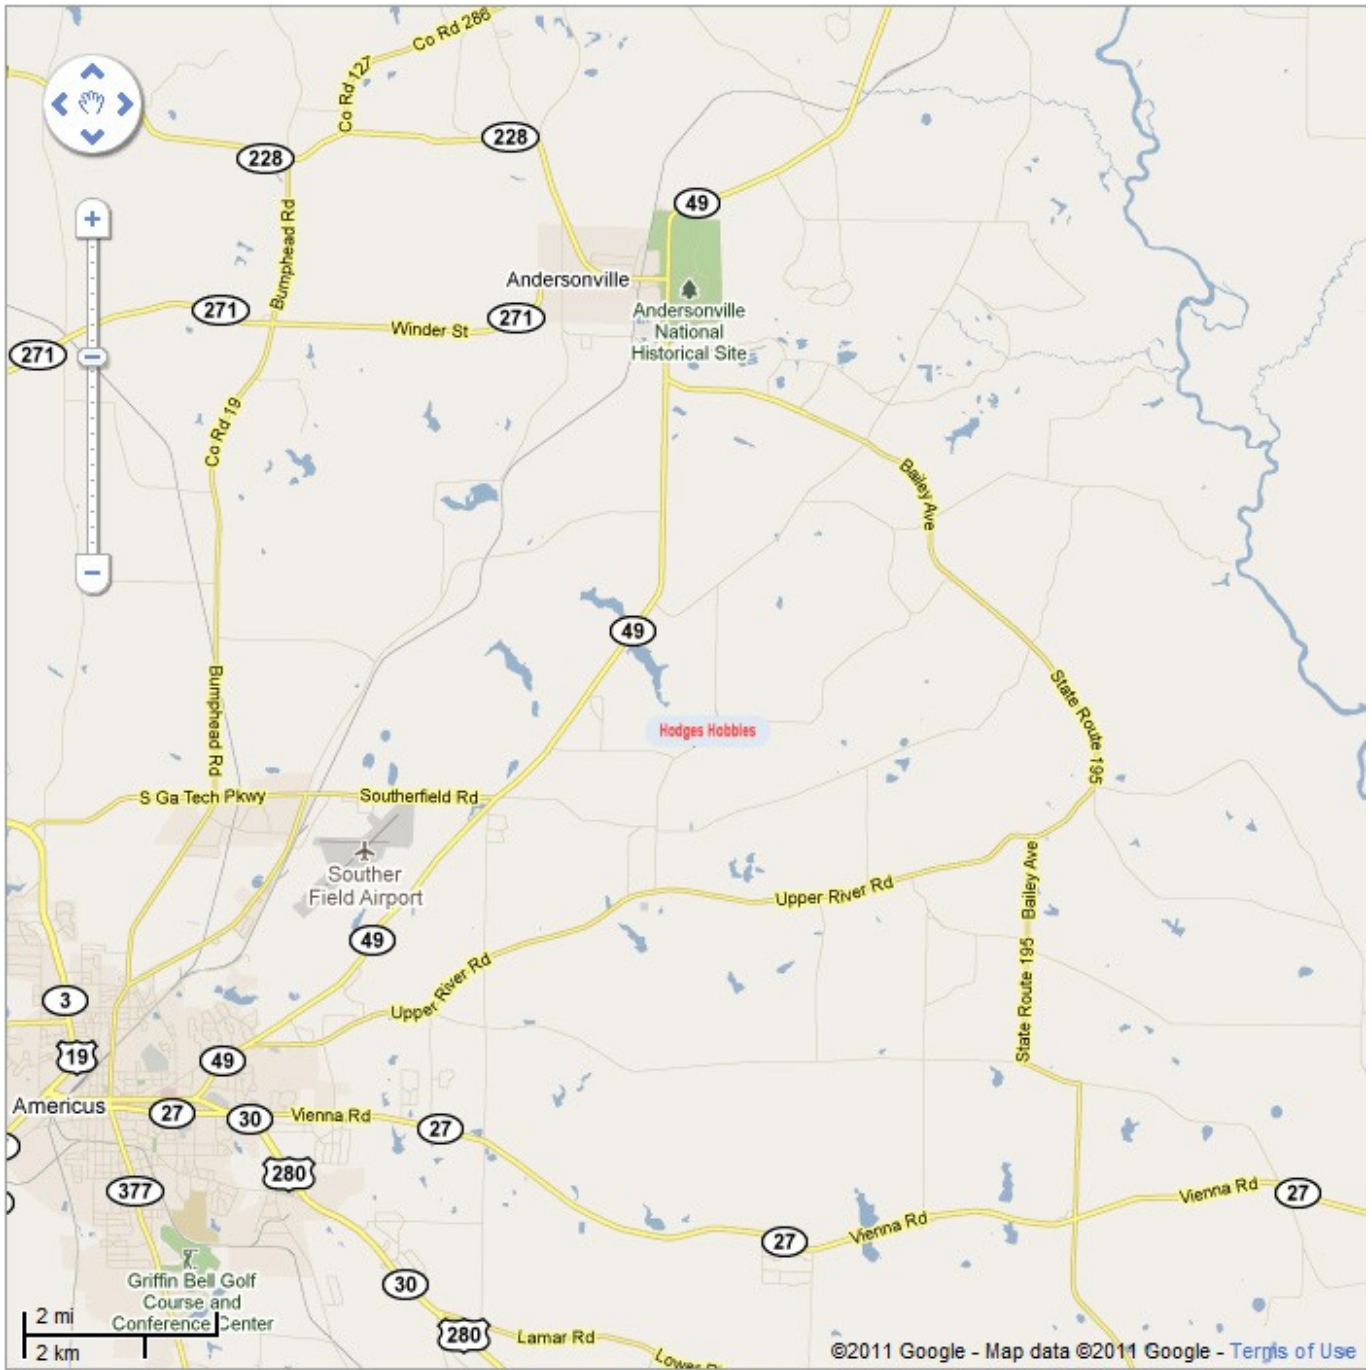 Co Rd 286
Co Rd 127
228
228
Bumphead Rd
49
Andersonville
Andersonville
National
Historical Site
271
271
Winder St
271
Co Rd 19
Bailey Ave
49
State Route 195
Hodges Hobbies
Bumphead Rd
S Ga Tech Pkwy
Southerfield Rd
Souther
Field Airport
Upper River Rd
State Route 195
Bailey Ave
49
Upper River Rd
3
19
49
Americus
27
30
Vienna Rd
27
280
377
Vienna Rd
27
Vienna Rd
27
Griffin Bell Golf
Course and
Conference Center
30
280
Lamar Rd
2 mi
2 km
©2011 Google - Map data ©2011 Google - Terms of Use